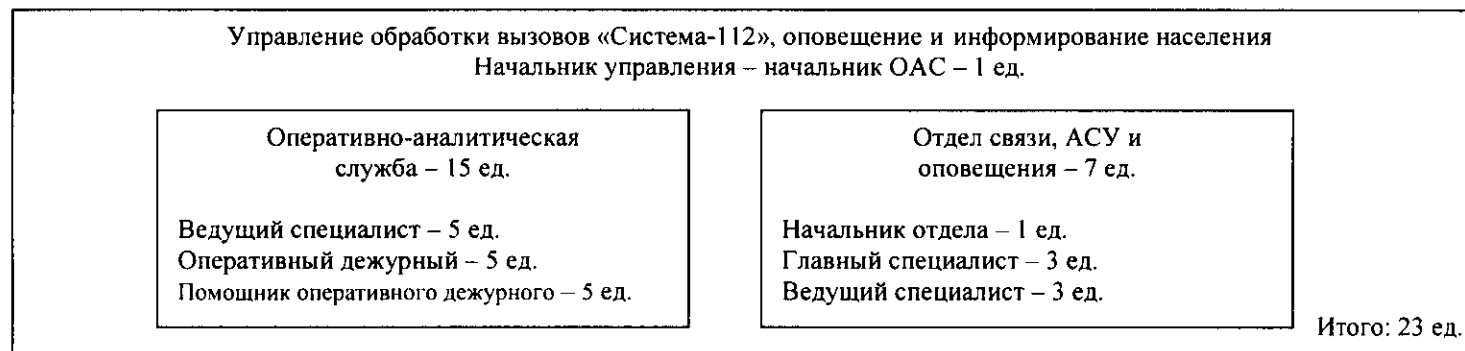 Управление обработки вызовов «Система-112», оповещение и информирование населения
Начальник управления – начальник ОАС – 1 ед.
Оперативно-аналитическая
служба – 15 ед.
Ведущий специалист – 5 ед.
Оперативный дежурный – 5 ед.
Помощник оперативного дежурного – 5 ед.
Отдел связи, АСУ и
оповещения – 7 ед.
Начальник отдела – 1 ед.
Главный специалист – 3 ед.
Ведущий специалист – 3 ед.
Итого: 23 ед.